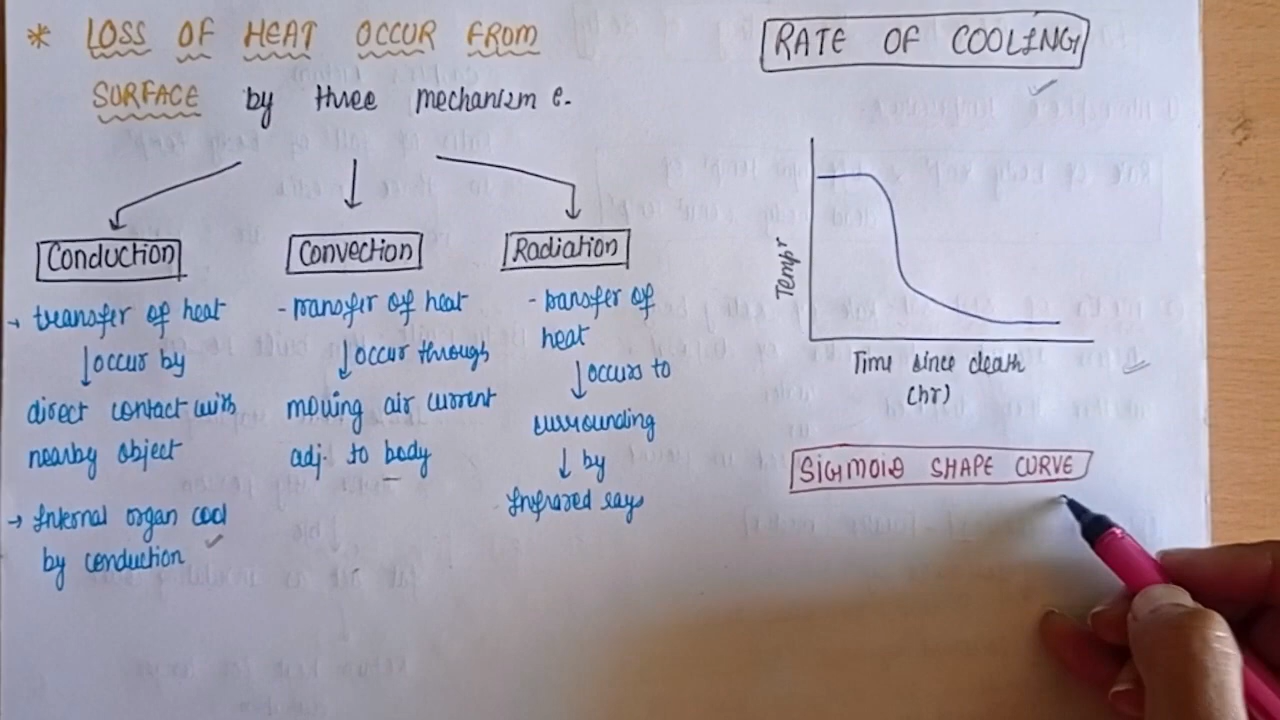 * LOSS OF HEAT OCCUR FROM
SURFACE by three mechanism e.
Conduction
→ transfer of heat
↓ occur by
direct contact with
nearby object
→ Internal organ cool
by conduction
Convection
- transfer of heat
↓ occur through
moving air current
adj. to body
Radiation
- transfer of
heat
↓ occurs to
surrounding
↓ by
Infrared rays
RATE OF COOLING
Tempr
Time since death
(hr)
SIGMOID SHAPE CURVE